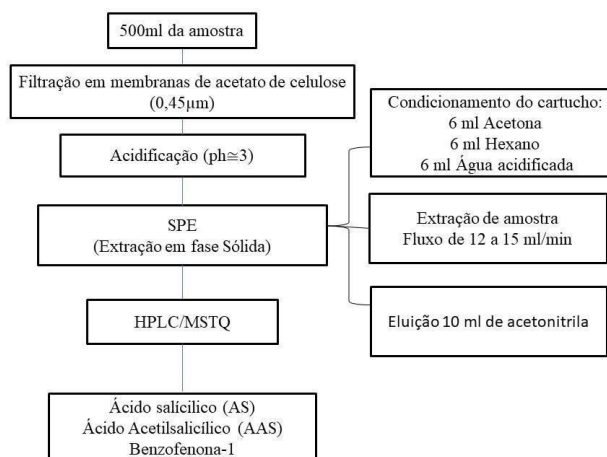 500ml da amostra
Filtração em membranas de acetato de celulose
(0,45µm)
Acidificação (ph≅3)
SPE
(Extração em fase Sólida)
HPLC/MSTQ
Ácido salícilico (AS)
Ácido Acetilsalicílico (AAS)
Benzofenona-1
Condicionamento do cartucho:
6 ml Acetona
6 ml Hexano
6 ml Água acidificada
Extração de amostra
Fluxo de 12 a 15 ml/min
Eluição 10 ml de acetonitrila